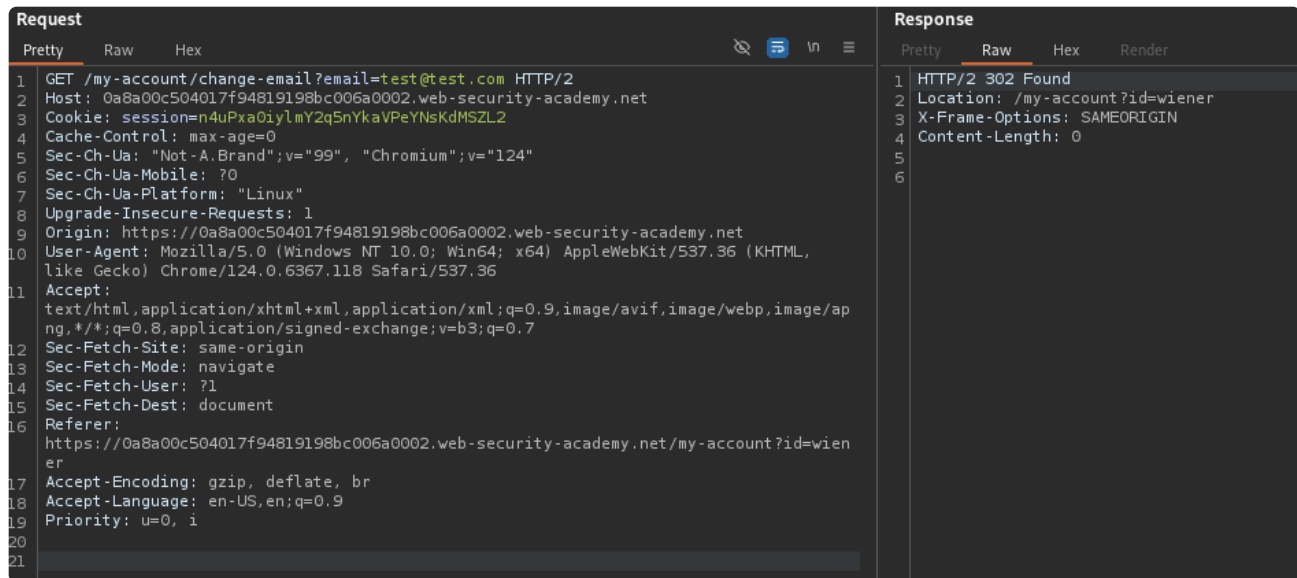 Request
Pretty Raw Hex \n
1 GET /my-account/change-email?email=test@test.com HTTP/2
2 Host: 0a8a00c504017f94819198bc006a0002.web-security-academy.net
3 Cookie: session=n4uPxa0iylmY2q5nYkaVPeYNsKdMSZL2
4 Cache-Control: max-age=0
5 Sec-Ch-Ua: "Not-A.Brand";v="99", "Chromium";v="124"
6 Sec-Ch-Ua-Mobile: ?0
7 Sec-Ch-Ua-Platform: "Linux"
8 Upgrade-Insecure-Requests: 1
9 Origin: https://0a8a00c504017f94819198bc006a0002.web-security-academy.net
10 User-Agent: Mozilla/5.0 (Windows NT 10.0; Win64; x64) AppleWebKit/537.36 (KHTML,
like Gecko) Chrome/124.0.6367.118 Safari/537.36
11 Accept:
text/html,application/xhtml+xml,application/xml;q=0.9,image/avif,image/webp,image/ap
ng,*/*;q=0.8,application/signed-exchange;v=b3;q=0.7
12 Sec-Fetch-Site: same-origin
13 Sec-Fetch-Mode: navigate
14 Sec-Fetch-User: ?1
15 Sec-Fetch-Dest: document
16 Referer:
https://0a8a00c504017f94819198bc006a0002.web-security-academy.net/my-account?id=wien
er
17 Accept-Encoding: gzip, deflate, br
18 Accept-Language: en-US,en;q=0.9
19 Priority: u=0, i
20
21
Response
Pretty Raw Hex Render
1 HTTP/2 302 Found
2 Location: /my-account?id=wiener
3 X-Frame-Options: SAMEORIGIN
4 Content-Length: 0
5
6